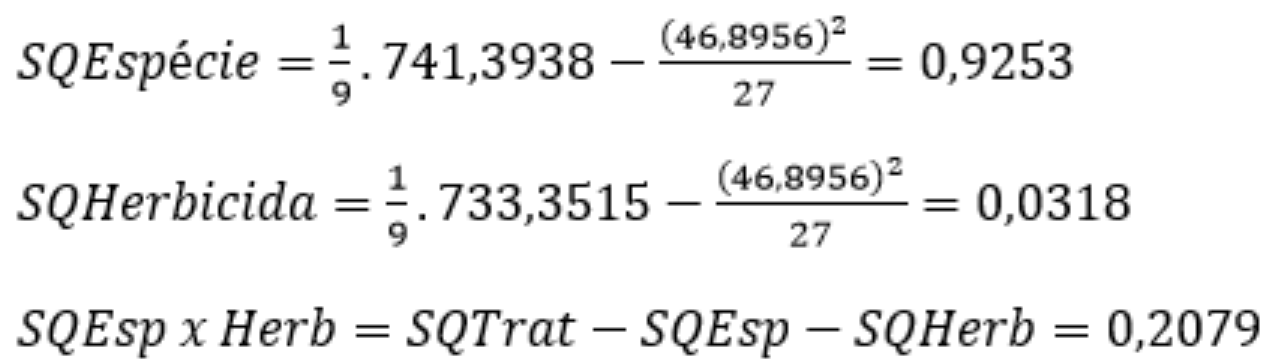 SQEspécie = 1/9 . 741,3938 − (46,8956)²/27 = 0,9253
SQHerbicida = 1/9 . 733,3515 − (46,8956)²/27 = 0,0318
SQEsp x Herb = SQTrat − SQEsp − SQHerb = 0,2079